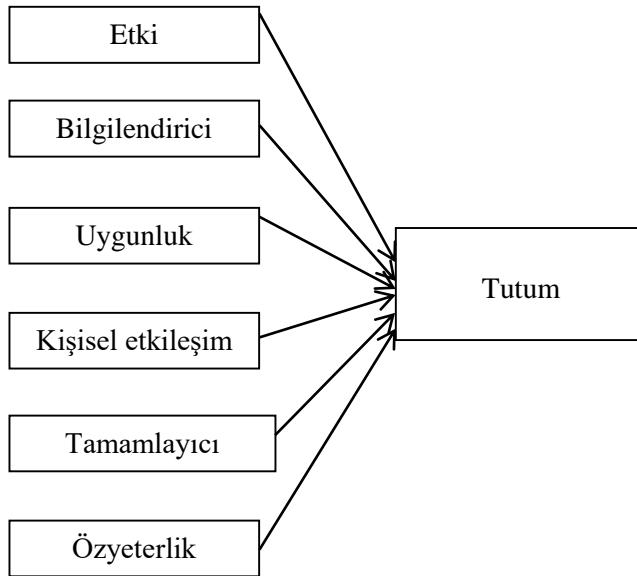 Etki
Bilgilendirici
Uygunluk
Tutum
Kişisel etkileşim
Tamamlayıcı
Özyeterlik